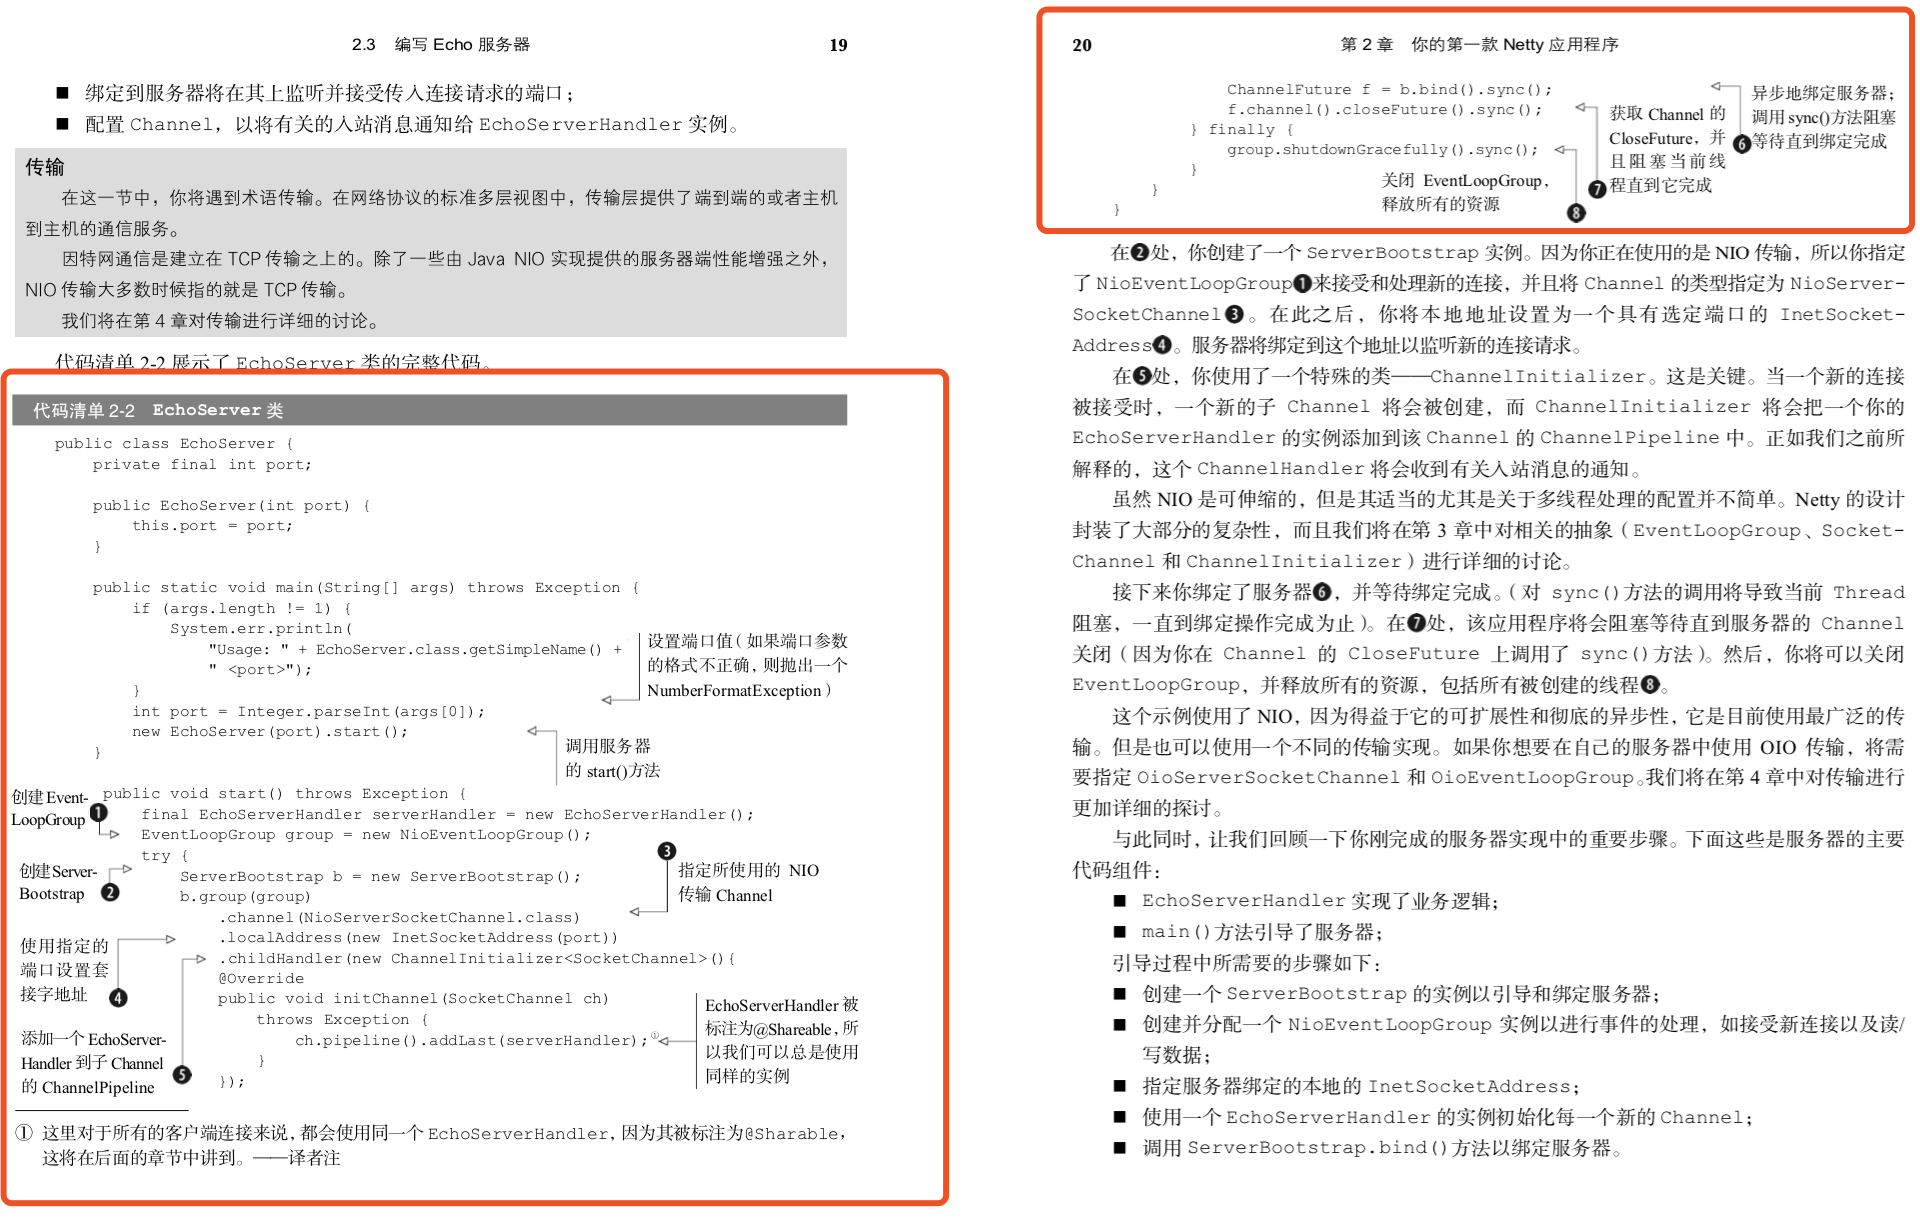 2.3 编写 Echo 服务器 19
■ 绑定到服务器将在其上监听并接受传入连接请求的端口；
■ 配置 Channel，以将有关的入站消息通知给 EchoServerHandler 实例。
传输
在这一节中，你将遇到术语传输。在网络协议的标准多层视图中，传输层提供了端到端的或者主机
到主机的通信服务。
因特网通信是建立在 TCP 传输之上的。除了一些由 Java NIO 实现提供的服务器端性能增强之外，
NIO 传输大多数时候指的就是 TCP 传输。
我们将在第 4 章对传输进行详细的讨论。
代码清单 2-2 展示了 EchoServer 类的完整代码。
代码清单 2-2 EchoServer 类
public class EchoServer {
private final int port;
public EchoServer(int port) {
this.port = port;
}
public static void main(String[] args) throws Exception {
if (args.length != 1) {
System.err.println(
"Usage: " + EchoServer.class.getSimpleName() +
" <port>");
}
int port = Integer.parseInt(args[0]);
new EchoServer(port).start();
}
设置端口值（如果端口参数
的格式不正确，则抛出一个
NumberFormatException）
调用服务器
的 start()方法
public void start() throws Exception {
final EchoServerHandler serverHandler = new EchoServerHandler();
EventLoopGroup group = new NioEventLoopGroup();
try {
ServerBootstrap b = new ServerBootstrap();
b.group(group)
.channel(NioServerSocketChannel.class)
.localAddress(new InetSocketAddress(port))
.childHandler(new ChannelInitializer<SocketChannel>(){
@Override
public void initChannel(SocketChannel ch)
throws Exception {
ch.pipeline().addLast(serverHandler);①
}
});
创建 Event-
LoopGroup ❶
创建 Server-
Bootstrap ❷
❸
指定所使用的 NIO
传输 Channel
使用指定的
端口设置套
接字地址 ❹
添加一个 EchoServer-
Handler 到子 Channel
的 ChannelPipeline ❺
EchoServerHandler 被
标注为@Shareable，所
以我们可以总是使用
同样的实例
① 这里对于所有的客户端连接来说，都会使用同一个 EchoServerHandler，因为其被标注为@Sharable，
这将在后面的章节中讲到。——译者注
20 第 2 章 你的第一款 Netty 应用程序
ChannelFuture f = b.bind().sync();
f.channel().closeFuture().sync();
} finally {
group.shutdownGracefully().sync();
}
}
}
异步地绑定服务器；
调用 sync()方法阻塞
❻等待直到绑定完成
获取 Channel 的
CloseFuture，并
且阻塞当前线
❼程直到它完成
关闭 EventLoopGroup，
释放所有的资源
❽
在❷处，你创建了一个 ServerBootstrap 实例。因为你正在使用的是 NIO 传输，所以你指定
了 NioEventLoopGroup❶来接受和处理新的连接，并且将 Channel 的类型指定为 NioServer-
SocketChannel❸。在此之后，你将本地地址设置为一个具有选定端口的 InetSocket-
Address❹。服务器将绑定到这个地址以监听新的连接请求。
在❺处，你使用了一个特殊的类——ChannelInitializer。这是关键。当一个新的连接
被接受时，一个新的子 Channel 将会被创建，而 ChannelInitializer 将会把一个你的
EchoServerHandler 的实例添加到该 Channel 的 ChannelPipeline 中。正如我们之前所
解释的，这个 ChannelHandler 将会收到有关入站消息的通知。
虽然 NIO 是可伸缩的，但是其适当的尤其是关于多线程处理的配置并不简单。Netty 的设计
封装了大部分的复杂性，而且我们将在第 3 章中对相关的抽象（EventLoopGroup、Socket-
Channel 和 ChannelInitializer）进行详细的讨论。
接下来你绑定了服务器❻，并等待绑定完成。（对 sync()方法的调用将导致当前 Thread
阻塞，一直到绑定操作完成为止）。在❼处，该应用程序将会阻塞等待直到服务器的 Channel
关闭（因为你在 Channel 的 CloseFuture 上调用了 sync()方法）。然后，你将可以关闭
EventLoopGroup，并释放所有的资源，包括所有被创建的线程❽。
这个示例使用了 NIO，因为得益于它的可扩展性和彻底的异步性，它是目前使用最广泛的传
输。但是也可以使用一个不同的传输实现。如果你想要在自己的服务器中使用 OIO 传输，将需
要指定 OioServerSocketChannel 和 OioEventLoopGroup。我们将在第 4 章中对传输进行
更加详细的探讨。
与此同时，让我们回顾一下你刚完成的服务器实现中的重要步骤。下面这些是服务器的主要
代码组件：
■ EchoServerHandler 实现了业务逻辑；
■ main()方法引导了服务器；
引导过程中所需要的步骤如下：
■ 创建一个 ServerBootstrap 的实例以引导和绑定服务器；
■ 创建并分配一个 NioEventLoopGroup 实例以进行事件的处理，如接受新连接以及读/
写数据；
■ 指定服务器绑定的本地的 InetSocketAddress；
■ 使用一个 EchoServerHandler 的实例初始化每一个新的 Channel；
■ 调用 ServerBootstrap.bind()方法以绑定服务器。